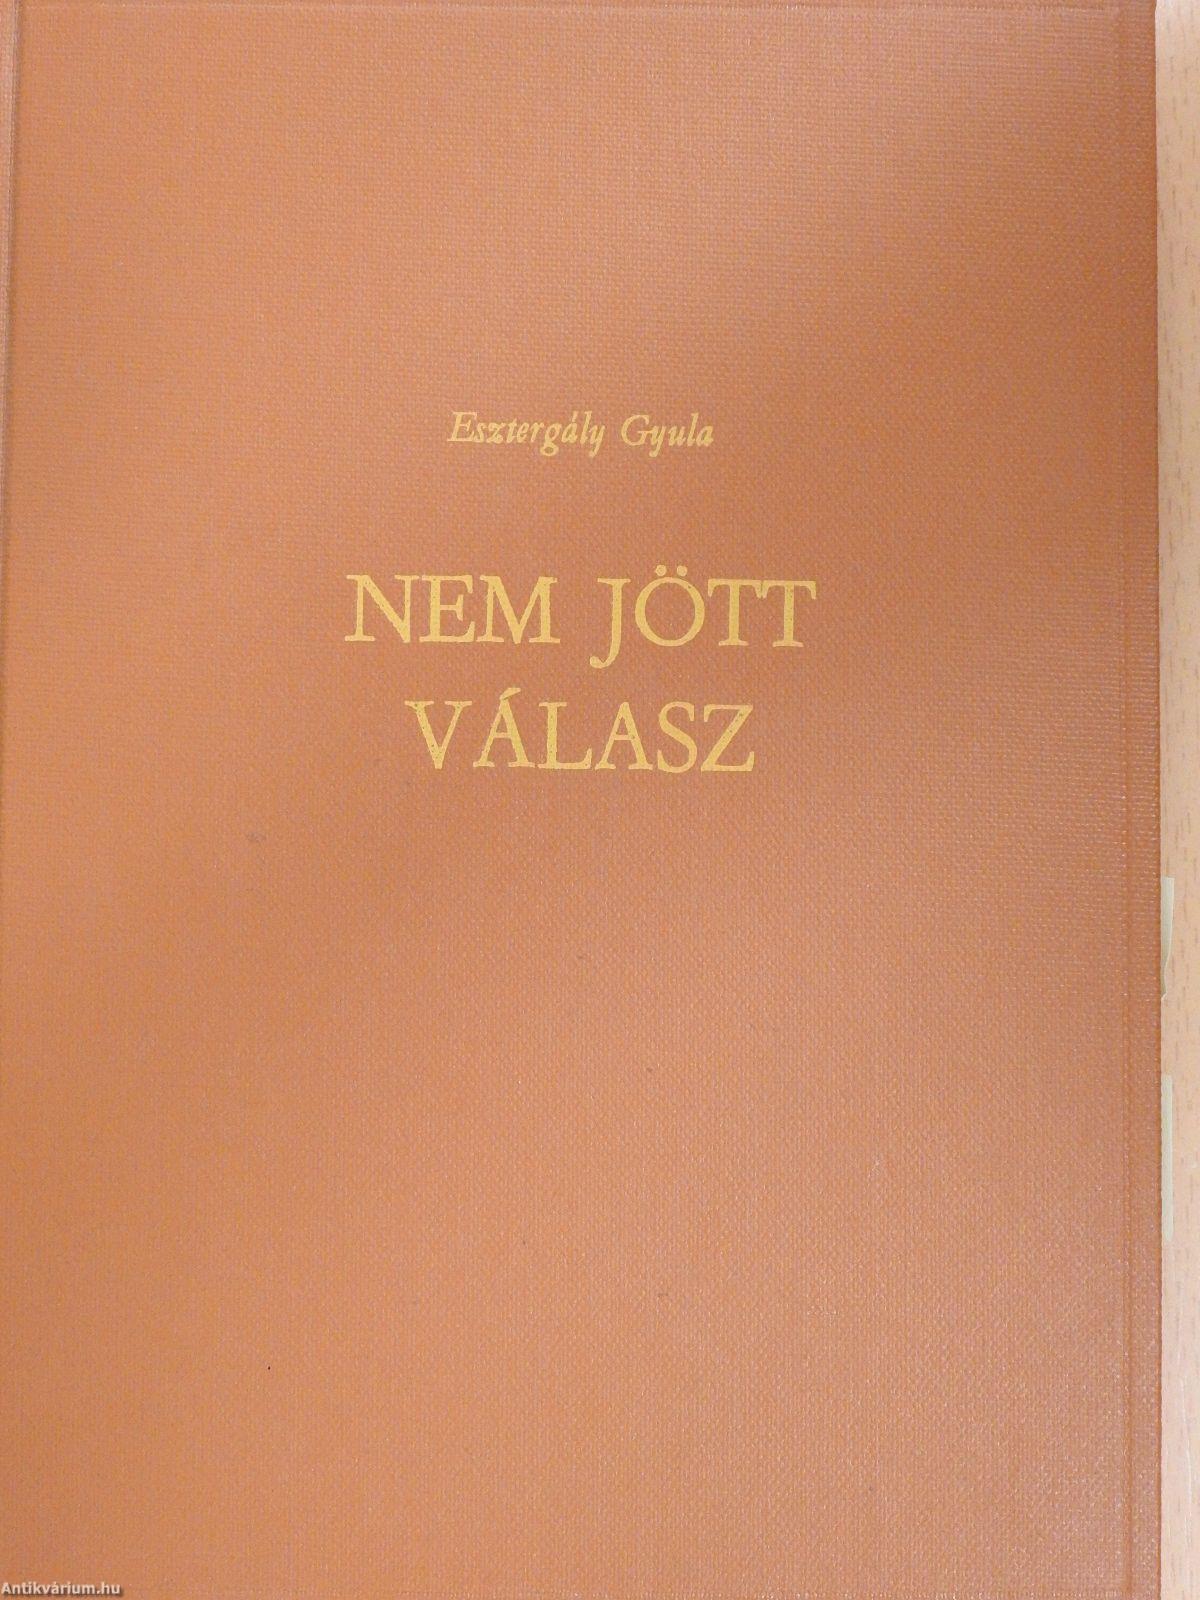 Esztergály Gyula
NEM JÖTT
VÁLASZ
Antikvárium.hu